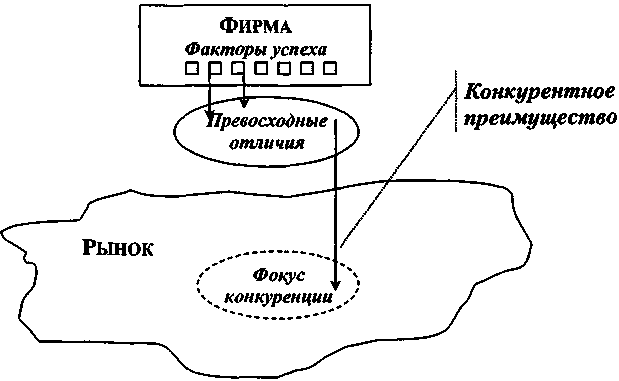 ФИРМА
Факторы успеха
Превосходные
отличия
Конкурентное
преимущество
РЫНОК
Фокус
конкуренции